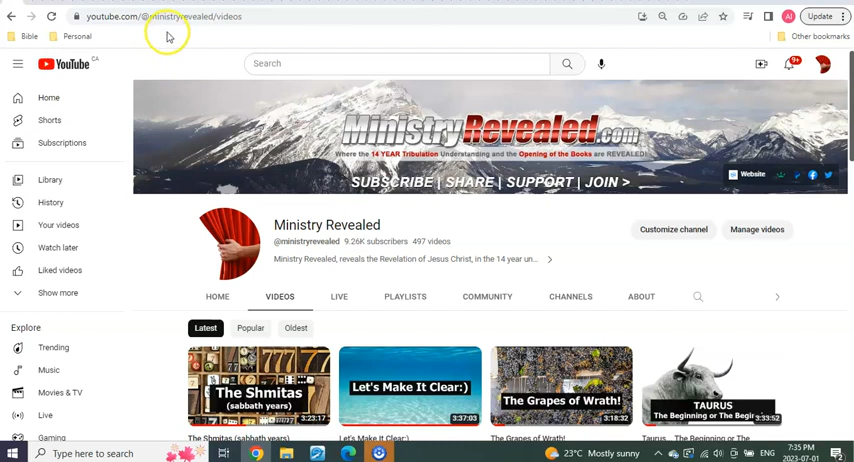 youtube.com/@ministryrevealed/videos
AI
Update
Bible
Personal
Other bookmarks
YouTube CA
Search
9+
Home
Shorts
Subscriptions
Library
History
Your videos
Watch later
Liked videos
Show more
Explore
Trending
Music
Movies & TV
Live
Gaming
MinistryRevealed.com
Where the 14 YEAR Tribulation Understanding and the Opening of the Books are REVEALED!
SUBSCRIBE | SHARE | SUPPORT | JOIN >
Website
Ministry Revealed
@ministryrevealed 9.26K subscribers 497 videos
Ministry Revealed, reveals the Revelation of Jesus Christ, in the 14 year un...
Customize channel
Manage videos
HOME
VIDEOS
LIVE
PLAYLISTS
COMMUNITY
CHANNELS
ABOUT
Latest
Popular
Oldest
The Shmitas
(sabbath years)
3:23:17
Let's Make It Clear:)
3:37:03
The Grapes of Wrath!
3:18:32
TAURUS
3:33:52
The Shmitas (sabbath years)
Let's Make It Clear:)
The Grapes of Wrath!
Taurus... The Beginning or The
Type here to search
23°C Mostly sunny
ENG
7:35 PM
2023-07-01
2